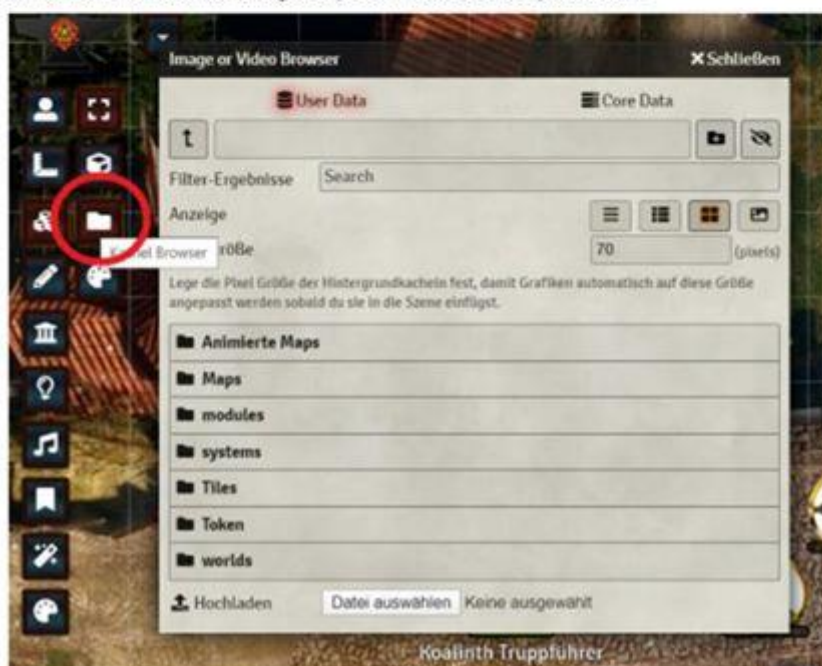 Image or Video Browser
Schließen
User Data
Core Data
Filter-Ergebnisse
Search
Anzeige
Browser
röße
70
(pixels)
Lege die Pixel Größe der Hintergrundkacheln fest, damit Grafiken automatisch auf diese Größe
angepasst werden sobald du sie in die Szene einfügst.
Animierte Maps
Maps
modules
systems
Tiles
Token
worlds
Hochladen
Datei auswählen
Keine ausgewählt
Koalinth Truppführer